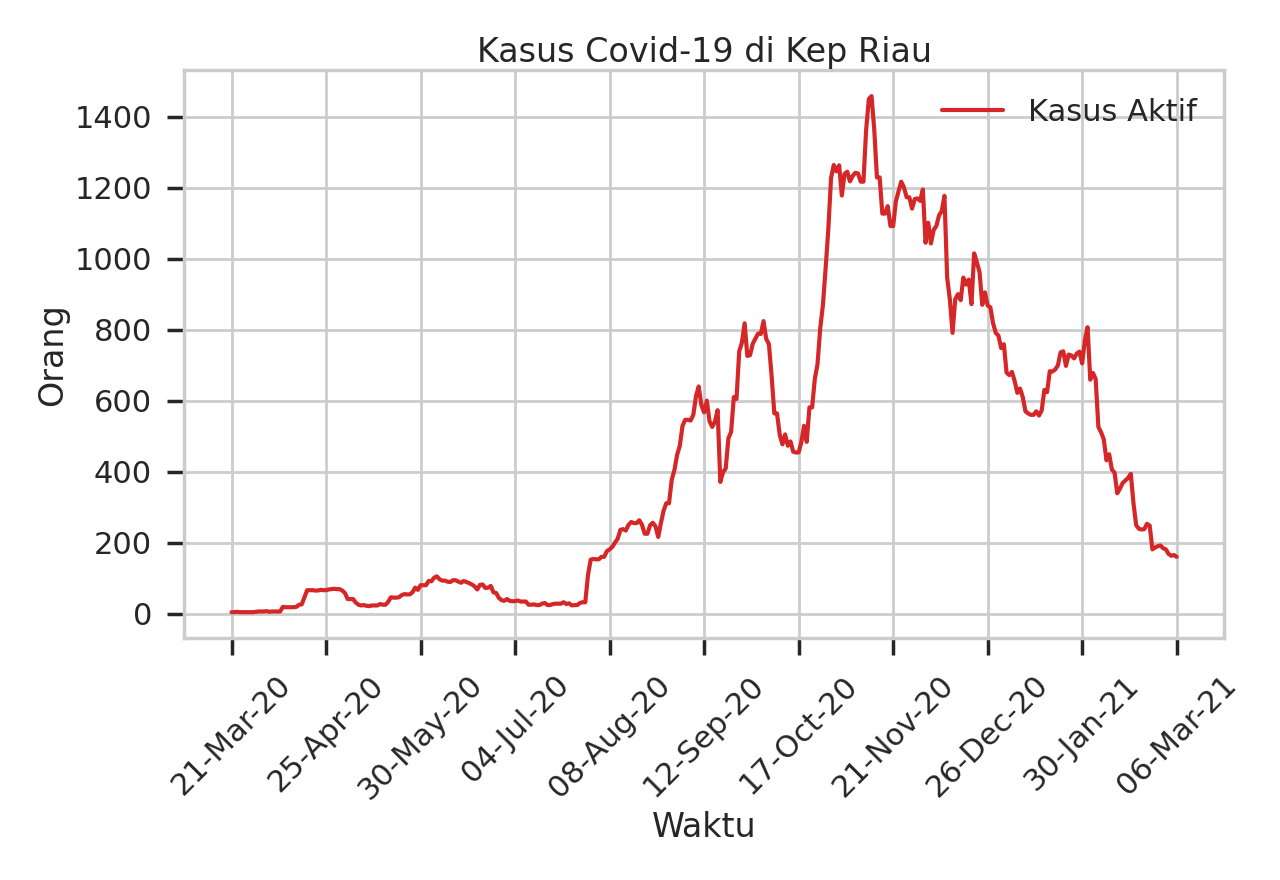 Kasus Covid-19 di Kep Riau
Kasus Aktif
Orang
1400
1200
1000
800
600
400
200
0
21-Mar-20
25-Apr-20
30-May-20
04-Jul-20
08-Aug-20
12-Sep-20
17-Oct-20
21-Nov-20
26-Dec-20
30-Jan-21
06-Mar-21
Waktu